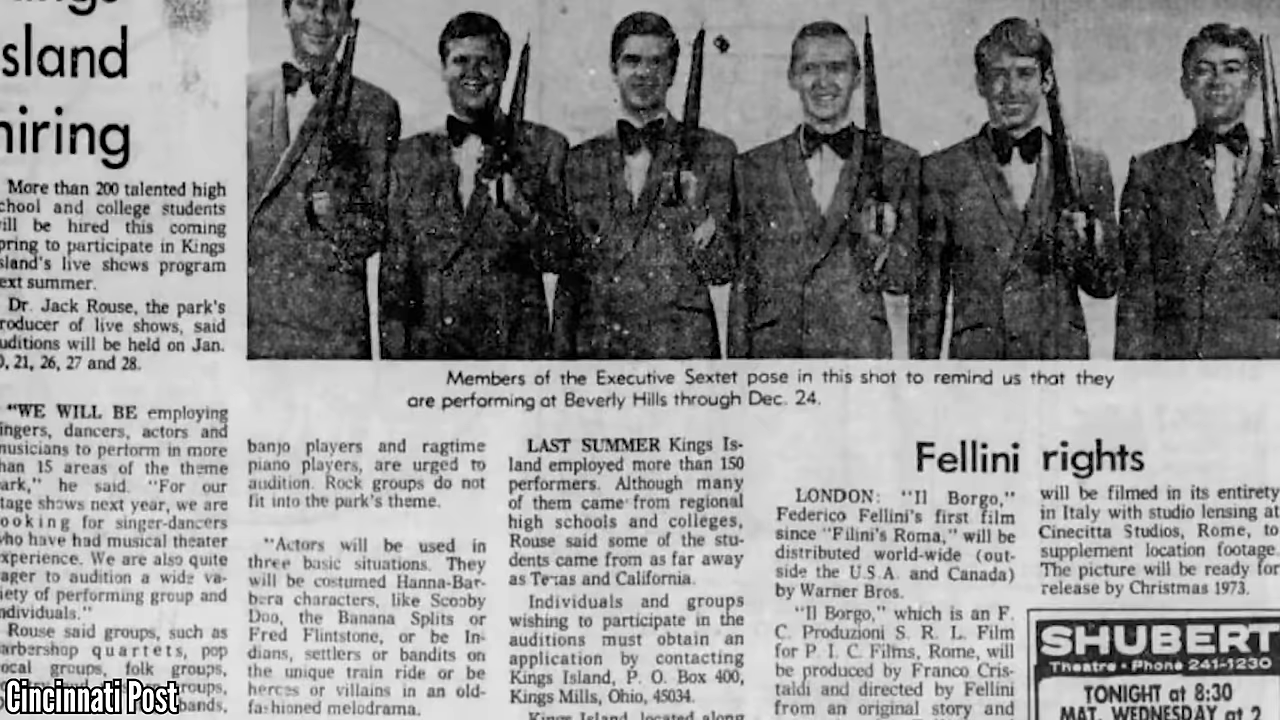 sland
hiring
More than 200 talented high
chool and college students
ill be hired this coming
pring to participate in Kings
sland's live shows program
ext summer.
Dr. Jack Rouse, the park's
roducer of live shows, said
uditions will be held on Jan.
0, 21, 26, 27 and 28.
"WE WILL BE employing
ingers, dancers, actors and
musicians to perform in more
han 15 areas of the theme
ark," he said. "For our
tage shows next year, we are
ooking for singer-dancers
who have had musical theater
xperience. We are also quite
ager to audition a wide va-
iety of performing group and
ndividuals."
Rouse said groups, such as
arbershop quartets, pop
ocal groups, folk groups,
groups,
bands,
Cincinnati Post
Members of the Executive Sextet pose in this shot to remind us that they
are performing at Beverly Hills through Dec. 24.
banjo players and ragtime
piano players, are urged to
audition. Rock groups do not
fit into the park's theme.
"Actors will be used in
three basic situations. They
will be costumed Hanna-Bar-
bera characters, like Scooby
Doo, the Banana Splits or
Fred Flintstone, or be In-
dians, settlers or bandits on
the unique train ride or be
heroes or villains in an old-
fashioned melodrama.
LAST SUMMER Kings Is-
land employed more than 150
performers. Although many
of them came from regional
high schools and colleges,
Rouse said some of the stu-
dents came from as far away
as Texas and California.
Individuals and groups
wishing to participate in the
auditions must obtain an
application by contacting
Kings Island, P. O. Box 400,
Kings Mills, Ohio, 45034.
Kings Island, located along
Fellini rights
LONDON: "Il Borgo,"
Federico Fellini's first film
since "Filini's Roma," will be
distributed world-wide (out-
side the U.S.A. and Canada)
by Warner Bros.
"Il Borgo," which is an F.
C. Produzioni S. R. L. Film
for P. I. C. Films, Rome, will
be produced by Franco Cris-
taldi and directed by Fellini
from an original story and
will be filmed in its entirety
in Italy with studio lensing at
Cinecitta Studios, Rome, to
supplement location footage.
The picture will be ready for
release by Christmas 1973.
SHUBERT
Theatre • Phone 241-1230
TONIGHT at 8:30
MAT. WEDNESDAY at 2